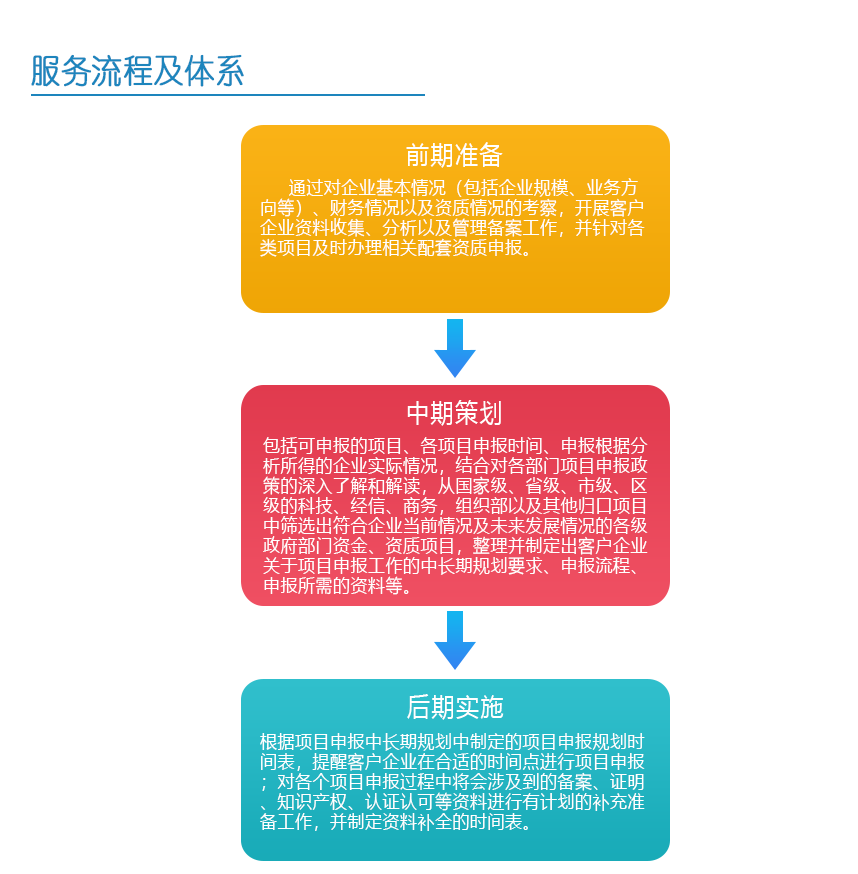 服务流程及体系
前期准备
通过对企业基本情况（包括企业规模、业务方
向等）、财务情况以及资质情况的考察，开展客户
企业资料收集、分析以及管理备案工作，并针对各
类项目及时办理相关配套资质申报。
中期策划
包括可申报的项目、各项目申报时间、申报根据分
析所得的企业实际情况，结合对各部门项目申报政
策的深入了解和解读，从国家级、省级、市级、区
级的科技、经信、商务，组织部以及其他归口项目
中筛选出符合企业当前情况及未来发展情况的各级
政府部门资金、资质项目，整理并制定出客户企业
关于项目申报工作的中长期规划要求、申报流程、
申报所需的资料等。
后期实施
根据项目申报中长期规划中制定的项目申报规划时
间表，提醒客户企业在合适的时间点进行项目申报
；对各个项目申报过程中将会涉及到的备案、证明
、知识产权、认证认可等资料进行有计划的补充准
备工作，并制定资料补全的时间表。